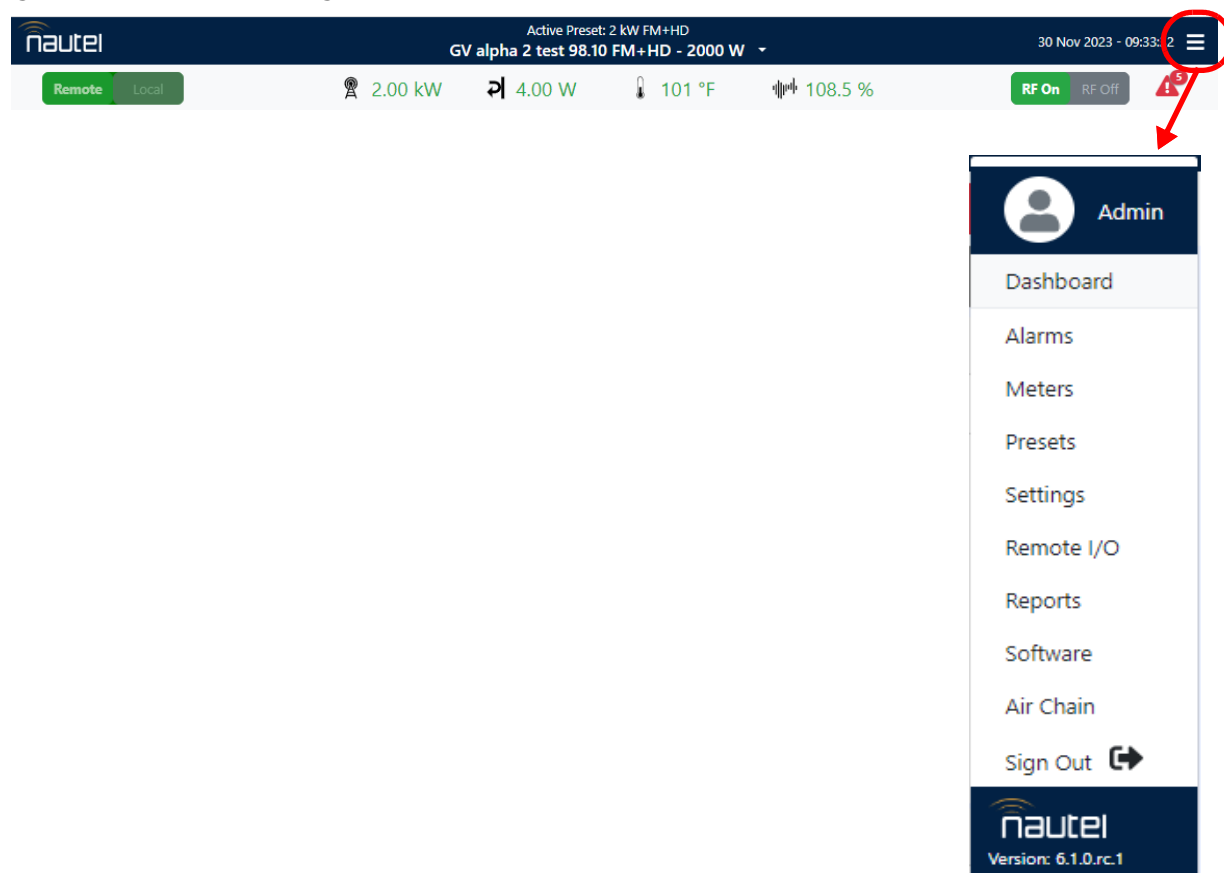 nautel
Active Preset: 2 kW FM+HD
GV alpha 2 test 98.10 FM+HD - 2000 W
30 Nov 2023 - 09:33: 2
Remote Local
2.00 kW 4.00 W 101 °F 108.5 %
RF On RF Off
5
Admin
Dashboard
Alarms
Meters
Presets
Settings
Remote I/O
Reports
Software
Air Chain
Sign Out
nautel
Version: 6.1.0.rc.1